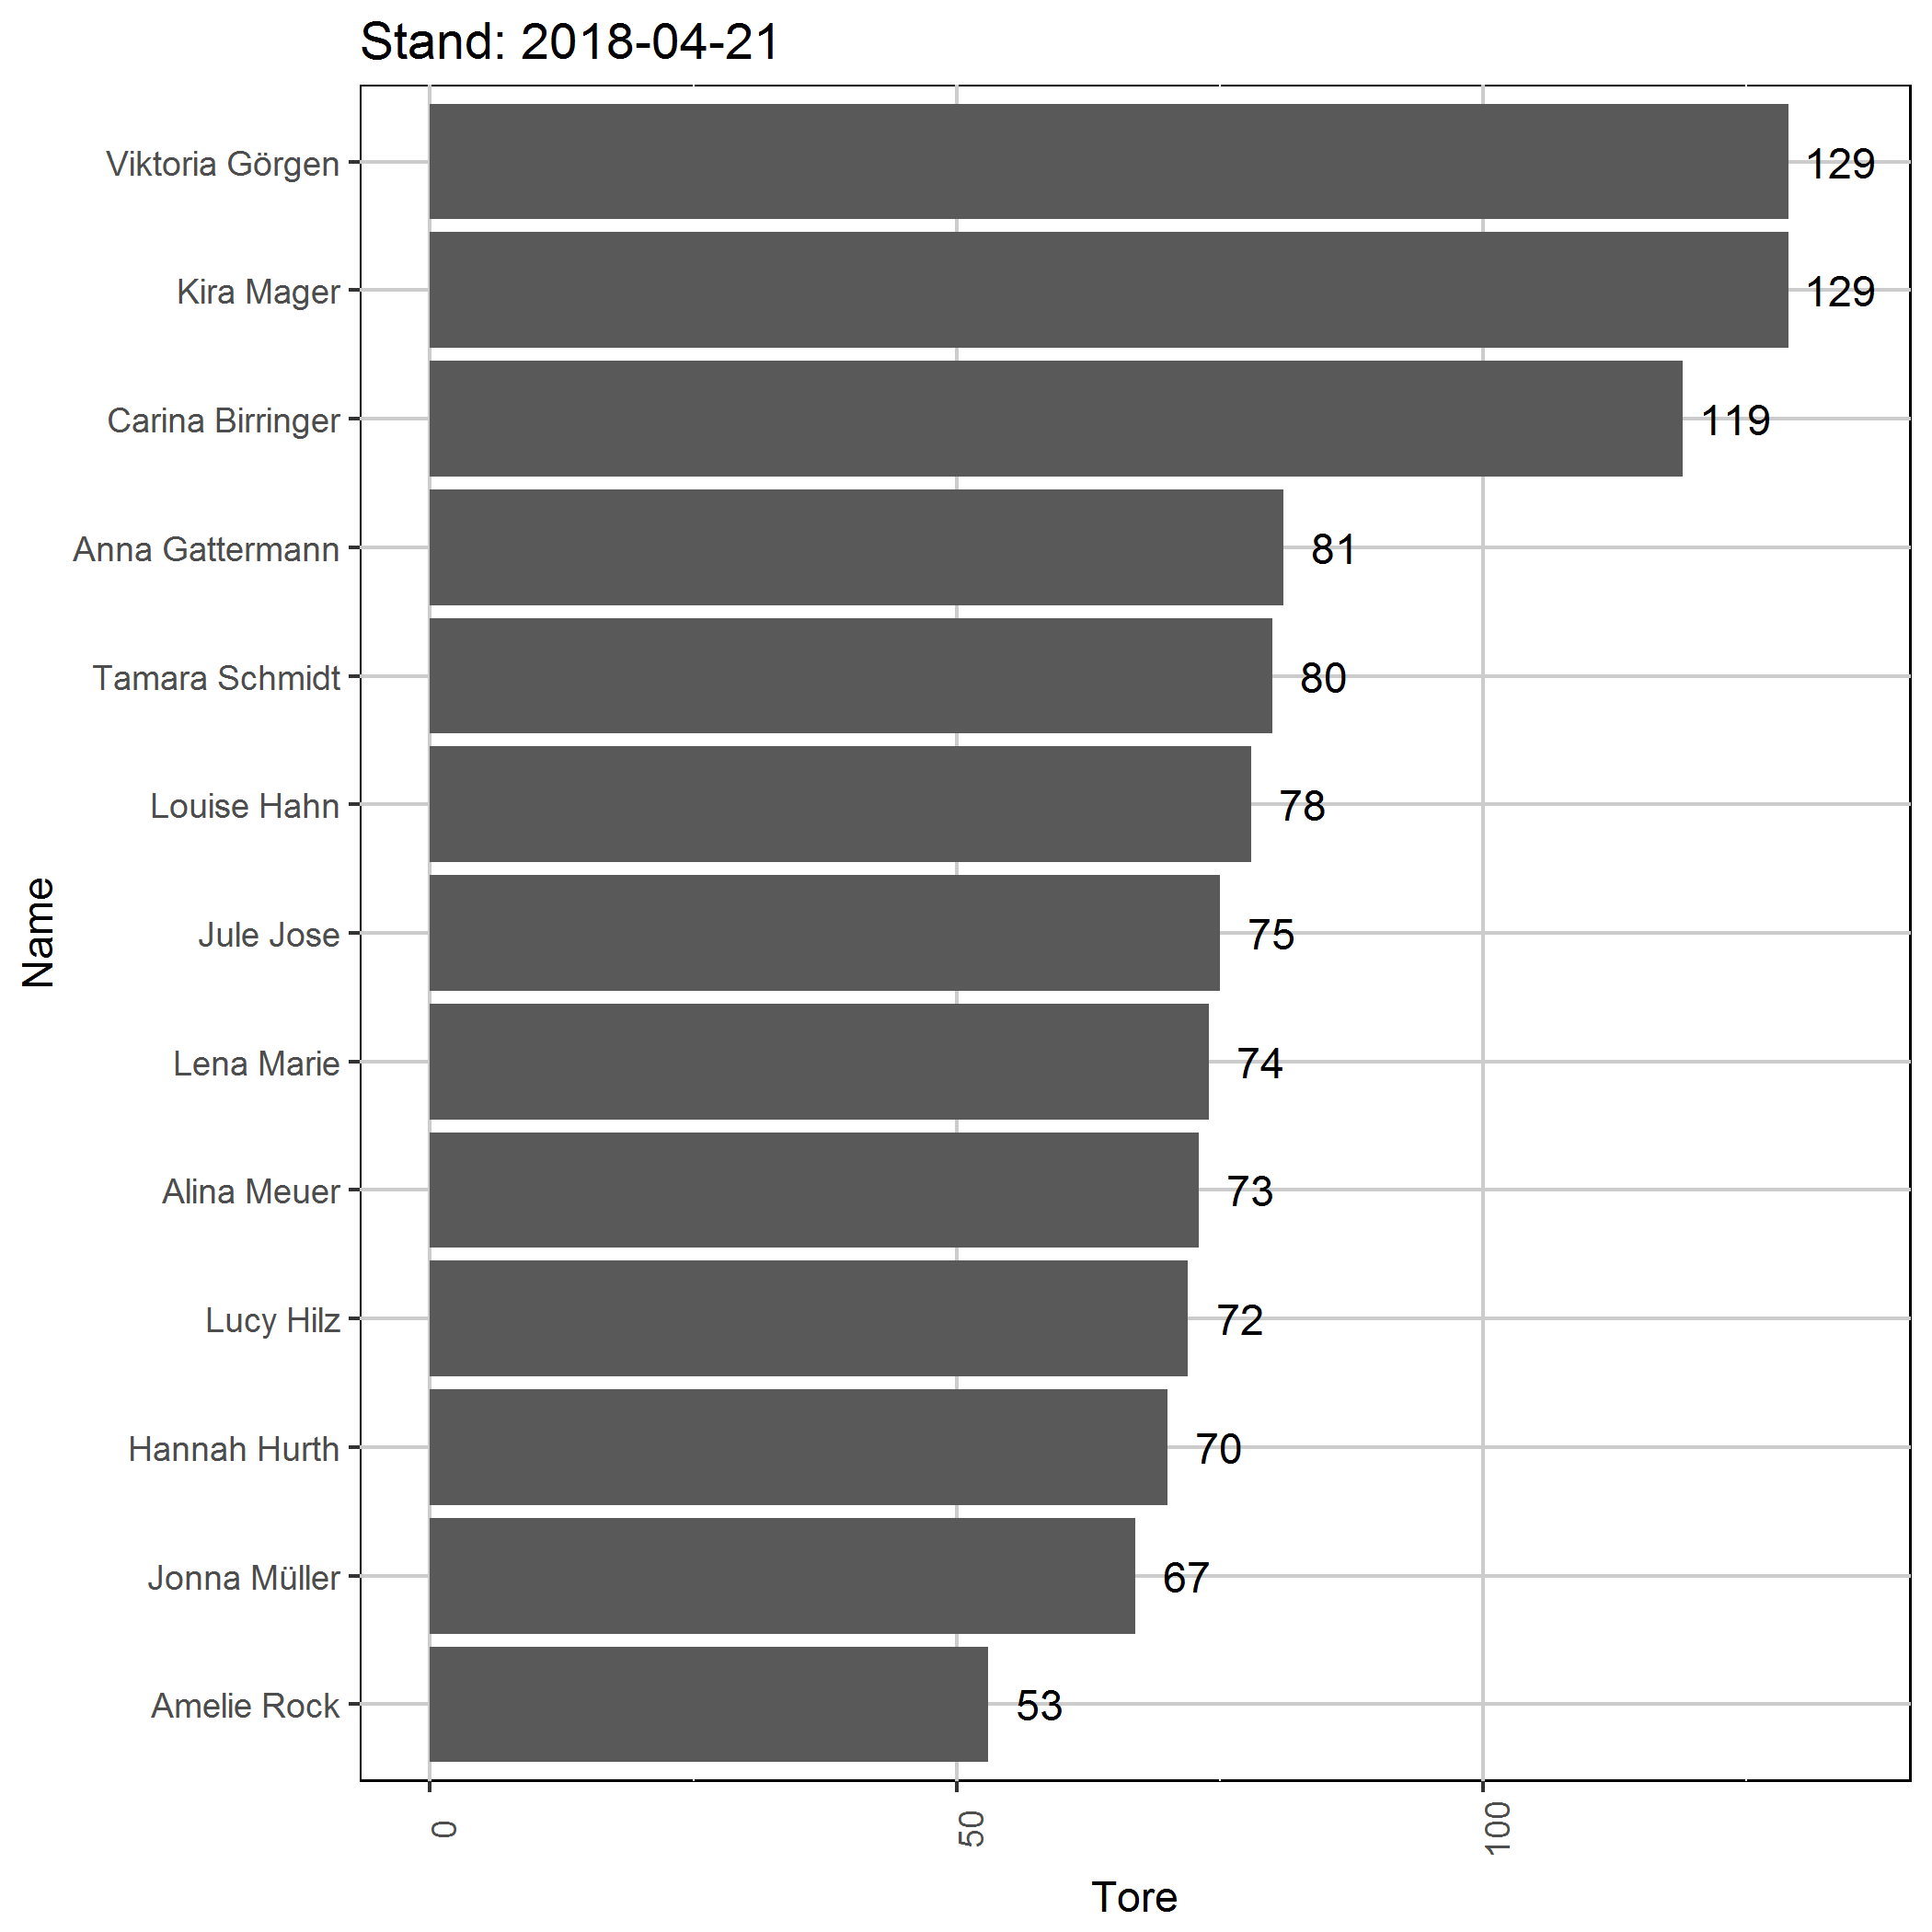 Stand: 2018-04-21
Viktoria Görgen 129
Kira Mager 129
Carina Birringer 119
Anna Gattermann 81
Tamara Schmidt 80
Louise Hahn 78
Jule Jose 75
Lena Marie 74
Alina Meuer 73
Lucy Hilz 72
Hannah Hurth 70
Jonna Müller 67
Amelie Rock 53
Name
0 50 100
Tore